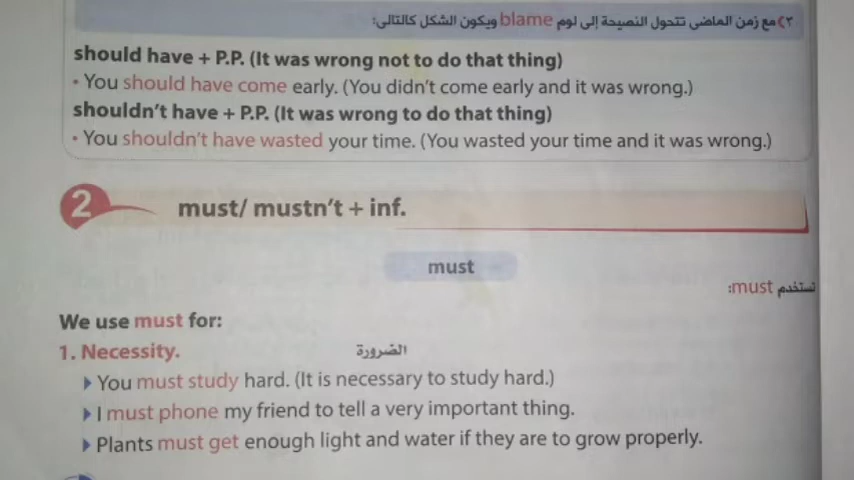 ٣) مع زمن الماضى تتحول النصيحة إلى لوم blame ويكون الشكل كالتالى:
should have + P.P. (It was wrong not to do that thing)
• You should have come early. (You didn't come early and it was wrong.)
shouldn't have + P.P. (It was wrong to do that thing)
• You shouldn't have wasted your time. (You wasted your time and it was wrong.)
2 must/ mustn't + inf.
must
تستخدم must:
We use must for:
1. Necessity. الضرورة
You must study hard. (It is necessary to study hard.)
I must phone my friend to tell a very important thing.
Plants must get enough light and water if they are to grow properly.